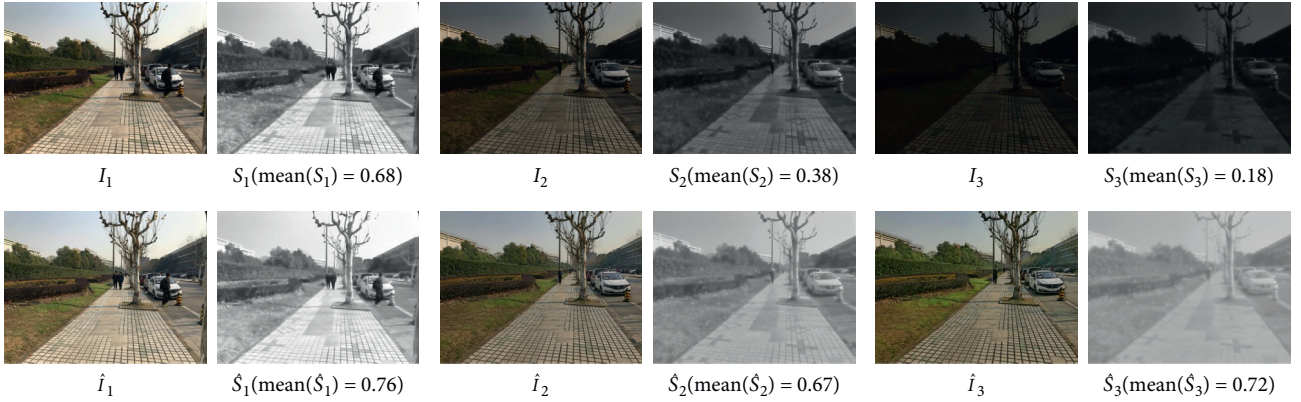 I1 S1(mean(S1) = 0.68) I2 S2(mean(S2) = 0.38) I3 S3(mean(S3) = 0.18)
Î1 Ŝ1(mean(Ŝ1) = 0.76) Î2 Ŝ2(mean(Ŝ2) = 0.67) Î3 Ŝ3(mean(Ŝ3) = 0.72)